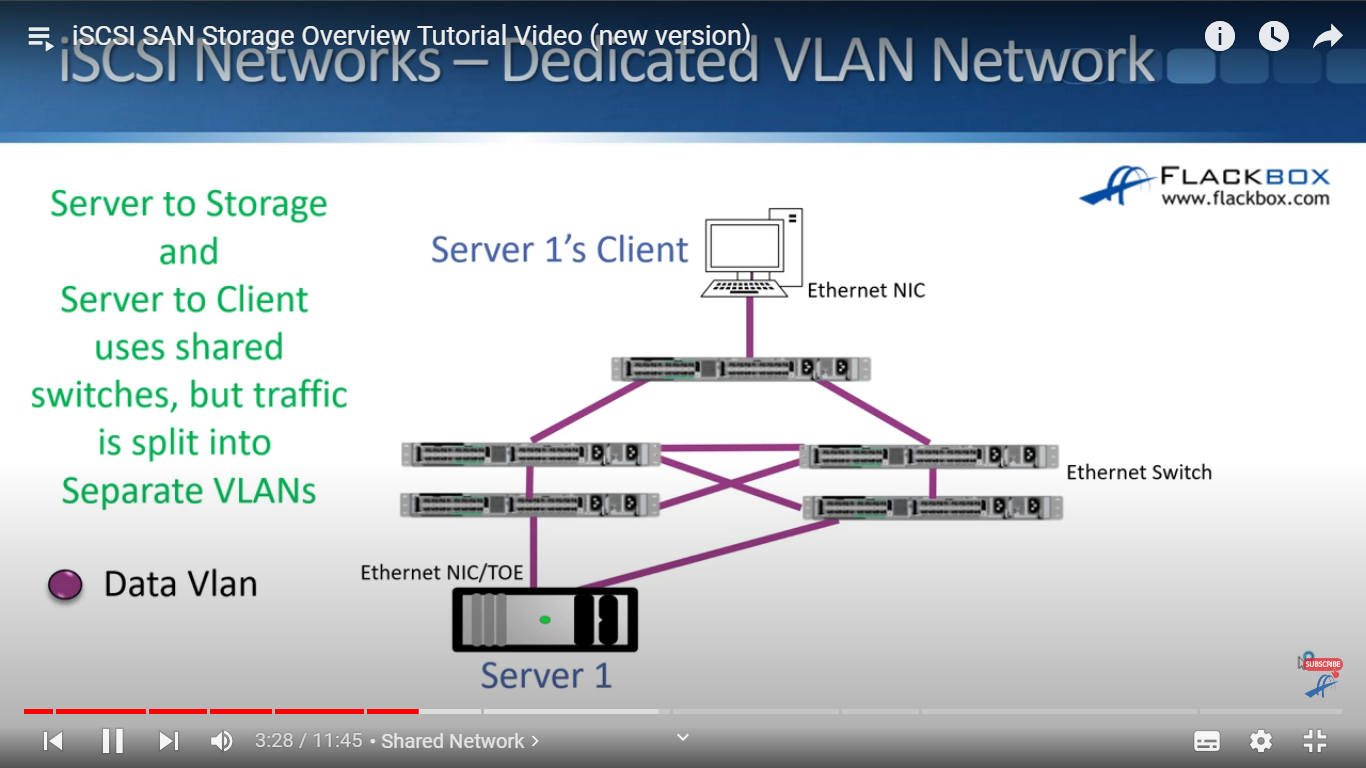 iSCSI SAN Storage Overview Tutorial Video (new version)
iSCSI Networks – Dedicated VLAN Network
FLACKBOX
www.flackbox.com
Server to Storage
and
Server to Client
uses shared
switches, but traffic
is split into
Separate VLANs
Data Vlan
Server 1's Client
Ethernet NIC
Ethernet Switch
Ethernet NIC/TOE
Server 1
SUBSCRIBE
3:28 / 11:45 • Shared Network